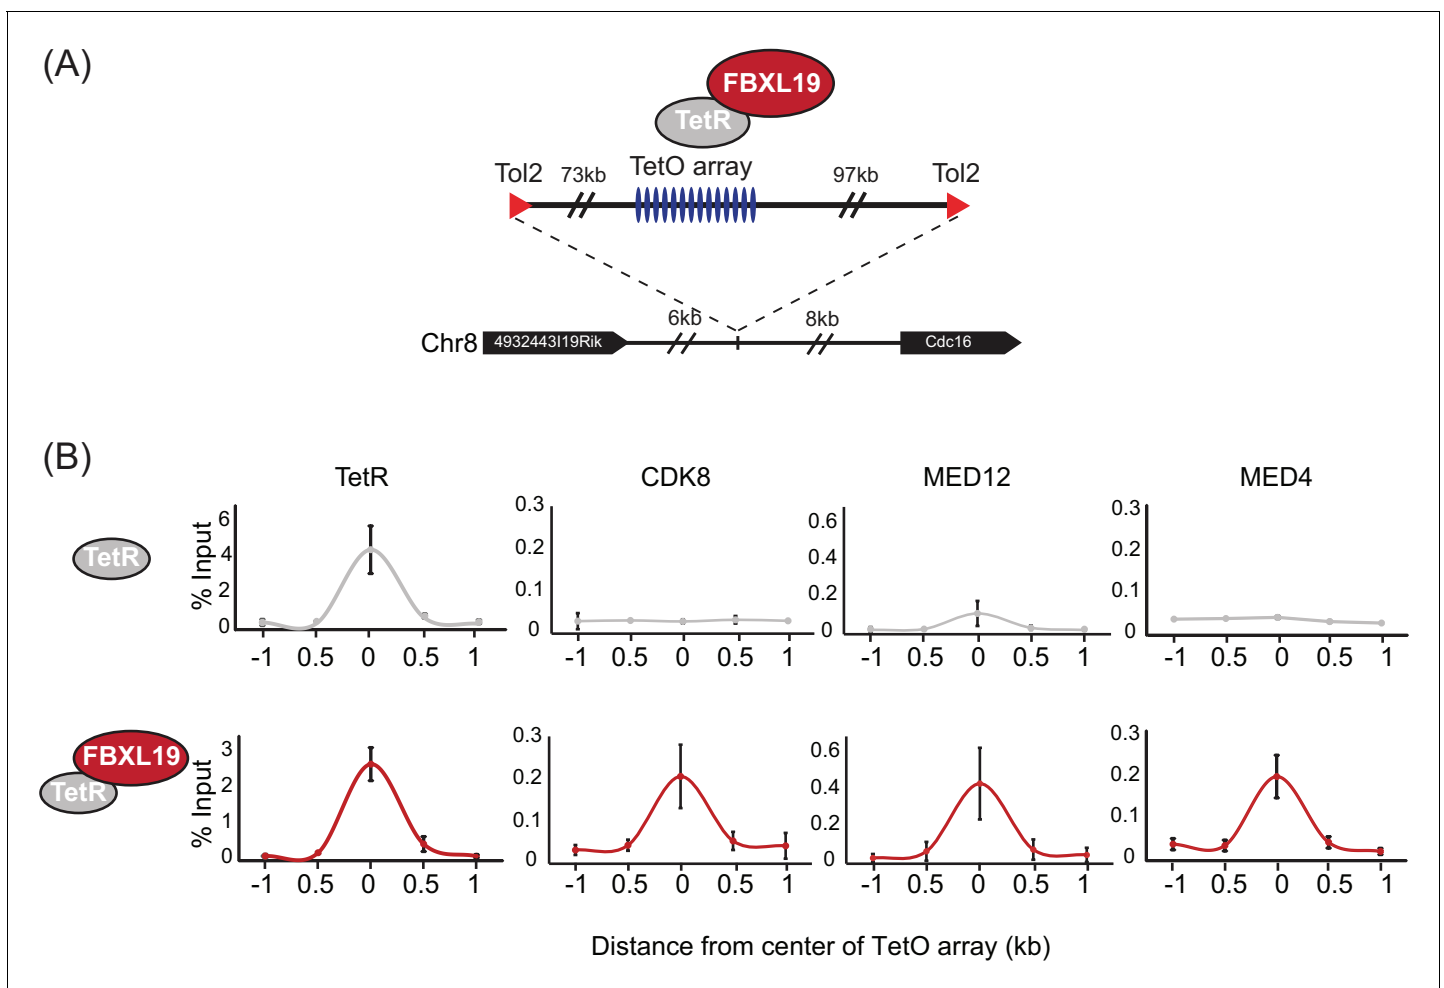 (A)
FBXL19
TetR
TetO array
Tol2 73kb 97kb Tol2
6kb 8kb
Chr8 4932443I19Rik Cdc16
(B)
TetR CDK8 MED12 MED4
TetR
% Input
6
4
2
0
-1 0.5 0 0.5 1
0.3
0.2
0.1
0
-1 0.5 0 0.5 1
0.6
0.4
0.2
0
-1 0.5 0 0.5 1
0.3
0.2
0.1
0
-1 0.5 0 0.5 1
FBXL19
TetR
% Input
3
2
1
0
-1 0.5 0 0.5 1
0.3
0.2
0.1
0
-1 0.5 0 0.5 1
0.6
0.4
0.2
0
-1 0.5 0 0.5 1
0.3
0.2
0.1
0
-1 0.5 0 0.5 1
Distance from center of TetO array (kb)